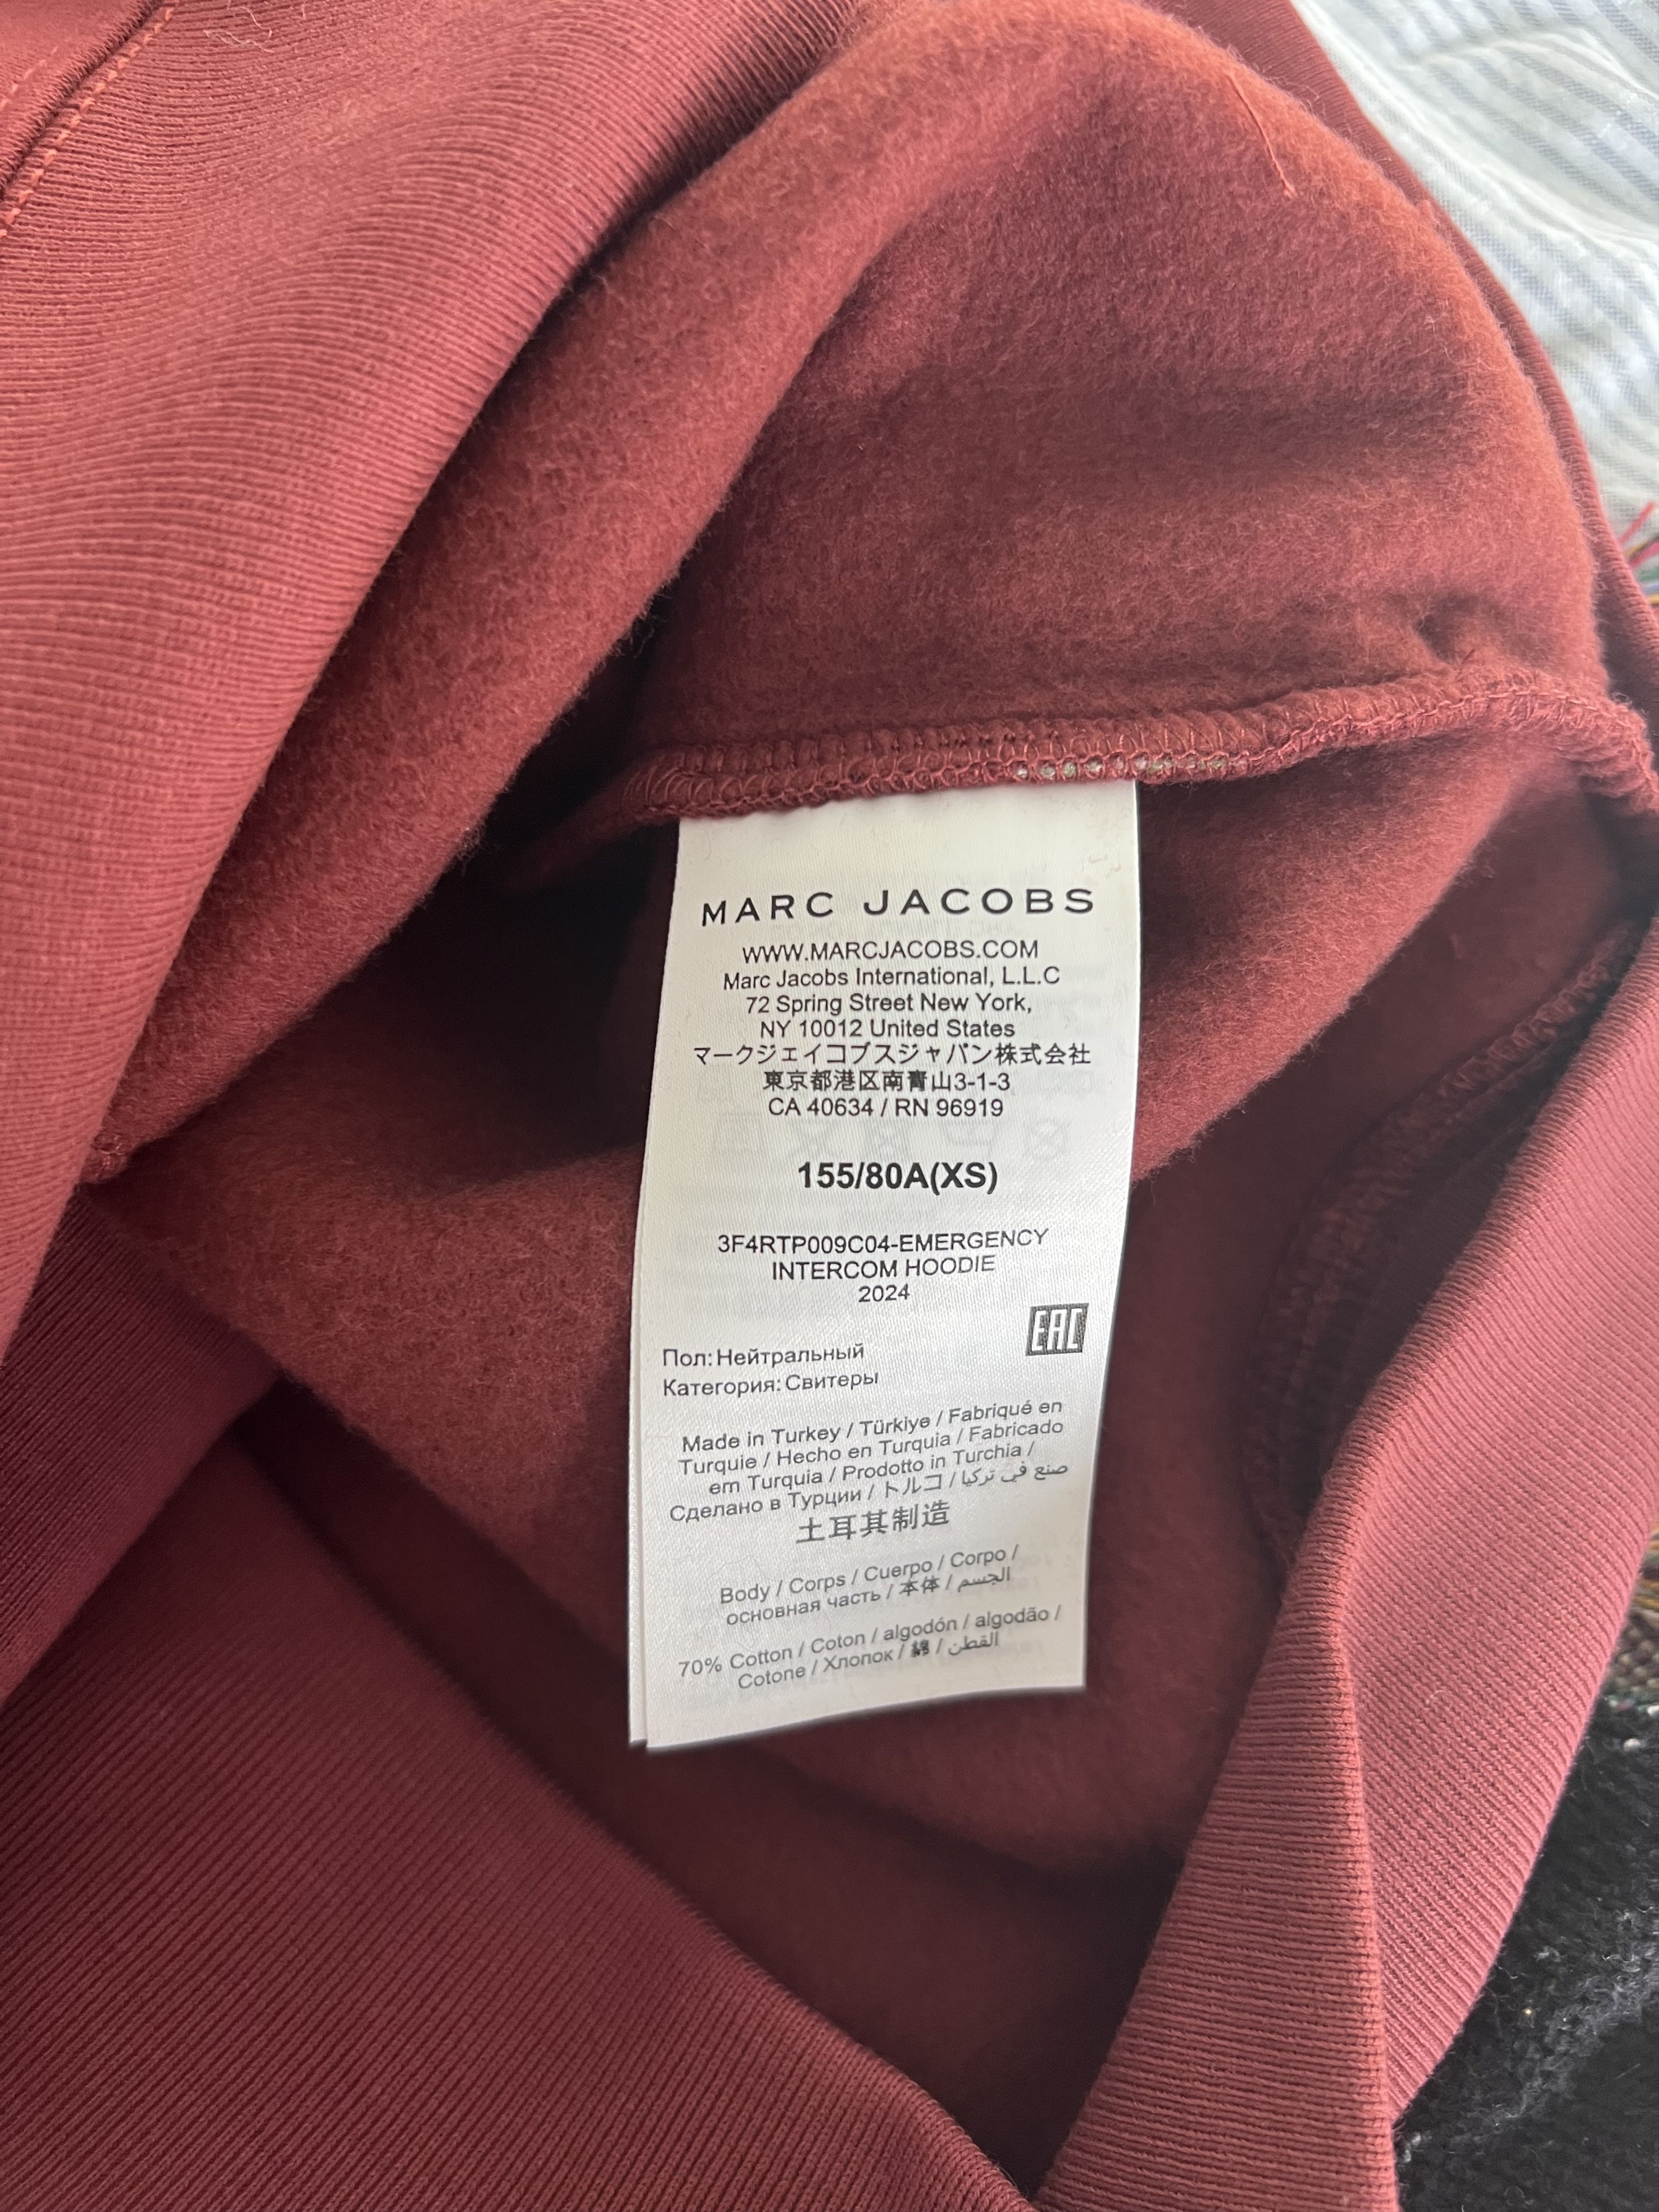 MARC JACOBS
WWW.MARCJACOBS.COM
Marc Jacobs International, L.L.C
72 Spring Street New York,
NY 10012 United States
マークジェイコブスジャパン株式会社
東京都港区南青山3-1-3
CA 40634 / RN 96919
155/80A(XS)
3F4RTP009C04-EMERGENCY
INTERCOM HOODIE
2024
EAC
Пол: Нейтральный
Категория: Свитеры
Made in Turkey / Türkiye / Fabriqué en
Turquie / Hecho en Turquia / Fabricado
em Turquia / Prodotto in Turchia /
Сделано в Турции / トルコ / صنع في تركيا
土耳其制造
Body / Corps / Cuerpo / Corpo /
основная часть / 本体 / الجسم
70% Cotton / Coton / algodón / algodão /
Cotone / Хлопок / 綿 / القطن